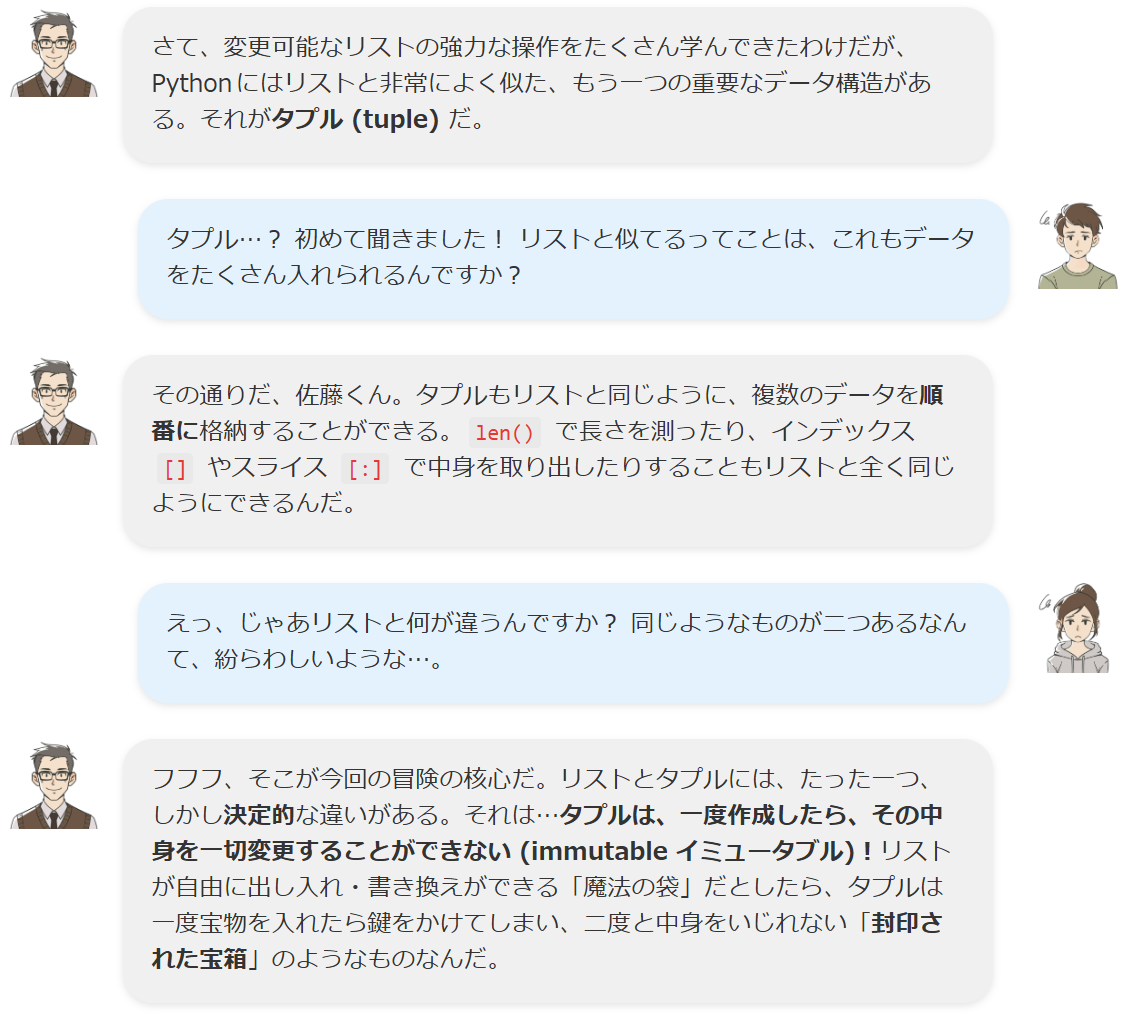 さて、変更可能なリストの強力な操作をたくさん学んできたわけだが、
Pythonにはリストと非常によく似た、もう一つの重要なデータ構造があ
る。それがタプル (tuple) だ。
タプル…？ 初めて聞きました！ リストと似てるってことは、これもデータ
をたくさん入れられるんですか？
その通りだ、佐藤くん。タプルもリストと同じように、複数のデータを順
番に格納することができる。 len() で長さを測ったり、インデックス
[] やスライス [:] で中身を取り出したりすることもリストと全く同じ
ようにできるんだ。
えっ、じゃあリストと何が違うんですか？ 同じようなものが二つあるなん
て、紛らわしいような…。
フフフ、そこが今回の冒険の核心だ。リストとタプルには、たった一つ、
しかし決定的な違いがある。それは…タプルは、一度作成したら、その中
身を一切変更することができない (immutable イミュータブル)！リスト
が自由に出し入れ・書き換えができる「魔法の袋」だとしたら、タプルは
一度宝物を入れたら鍵をかけてしまい、二度と中身をいじれない「封印さ
れた宝箱」のようなものなんだ。